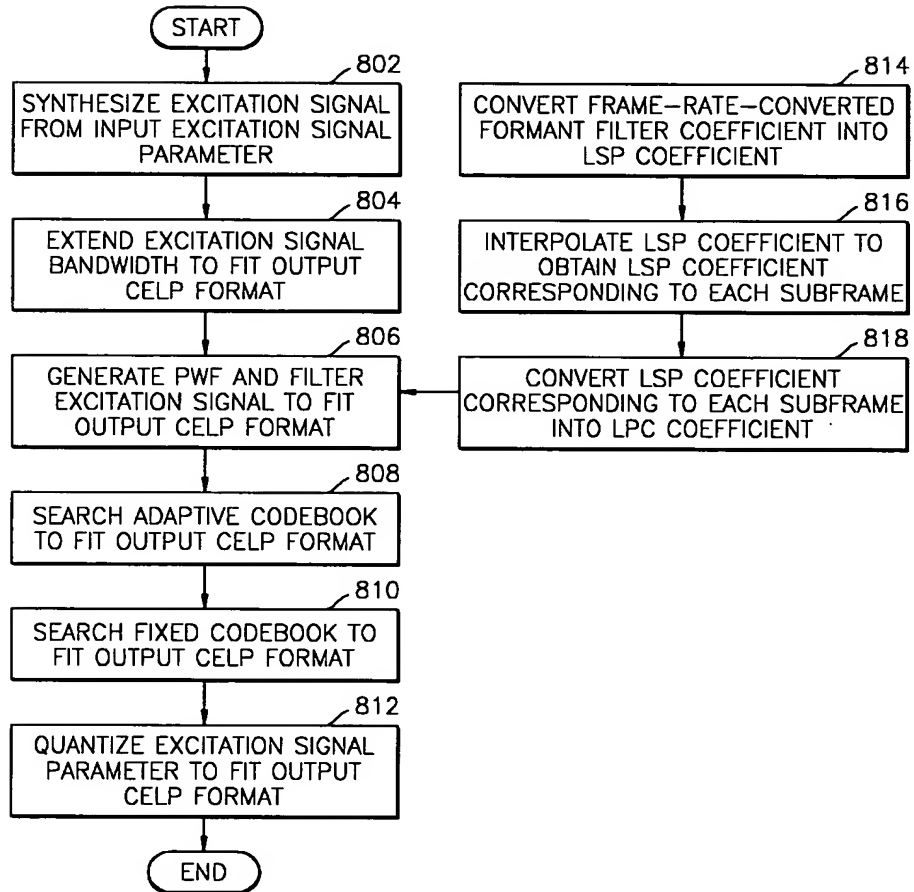 START
802
SYNTHESIZE EXCITATION SIGNAL
FROM INPUT EXCITATION SIGNAL
PARAMETER
804
EXTEND EXCITATION SIGNAL
BANDWIDTH TO FIT OUTPUT
CELP FORMAT
806
GENERATE PWF AND FILTER
EXCITATION SIGNAL TO FIT
OUTPUT CELP FORMAT
808
SEARCH ADAPTIVE CODEBOOK
TO FIT OUTPUT CELP FORMAT
810
SEARCH FIXED CODEBOOK TO
FIT OUTPUT CELP FORMAT
812
QUANTIZE EXCITATION SIGNAL
PARAMETER TO FIT OUTPUT
CELP FORMAT
END
814
CONVERT FRAME-RATE-CONVERTED
FORMANT FILTER COEFFICIENT INTO
LSP COEFFICIENT
816
INTERPOLATE LSP COEFFICIENT TO
OBTAIN LSP COEFFICIENT
CORRESPONDING TO EACH SUBFRAME
818
CONVERT LSP COEFFICIENT
CORRESPONDING TO EACH SUBFRAME
INTO LPC COEFFICIENT